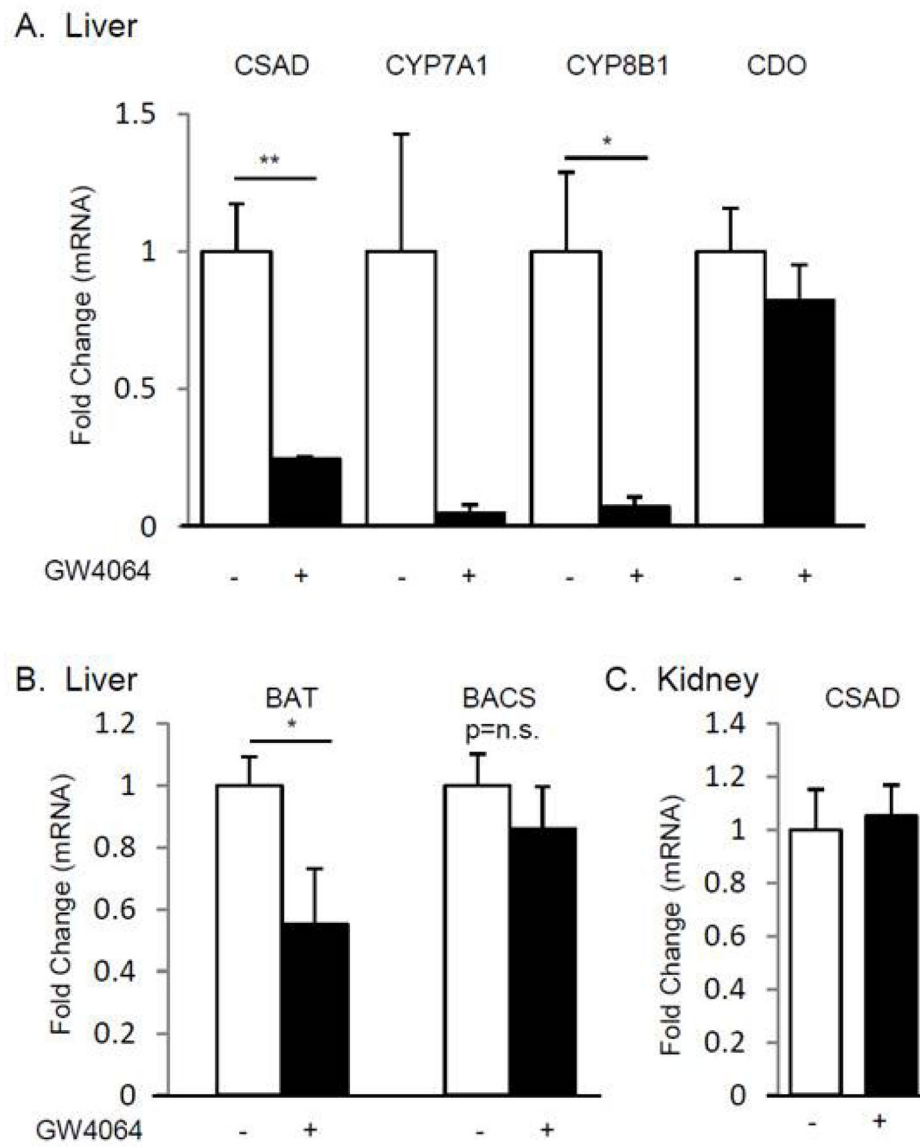 A. Liver
CSAD CYP7A1 CYP8B1 CDO
Fold Change (mRNA)
1.5
1
0.5
0
** *
GW4064 - + - + - + - +
B. Liver
BAT BACS
* p=n.s.
Fold Change (mRNA)
1.2
1
0.8
0.6
0.4
0.2
0
GW4064 - + - +
C. Kidney
CSAD
Fold Change (mRNA)
1.4
1.2
1
0.8
0.6
0.4
0.2
0
- +